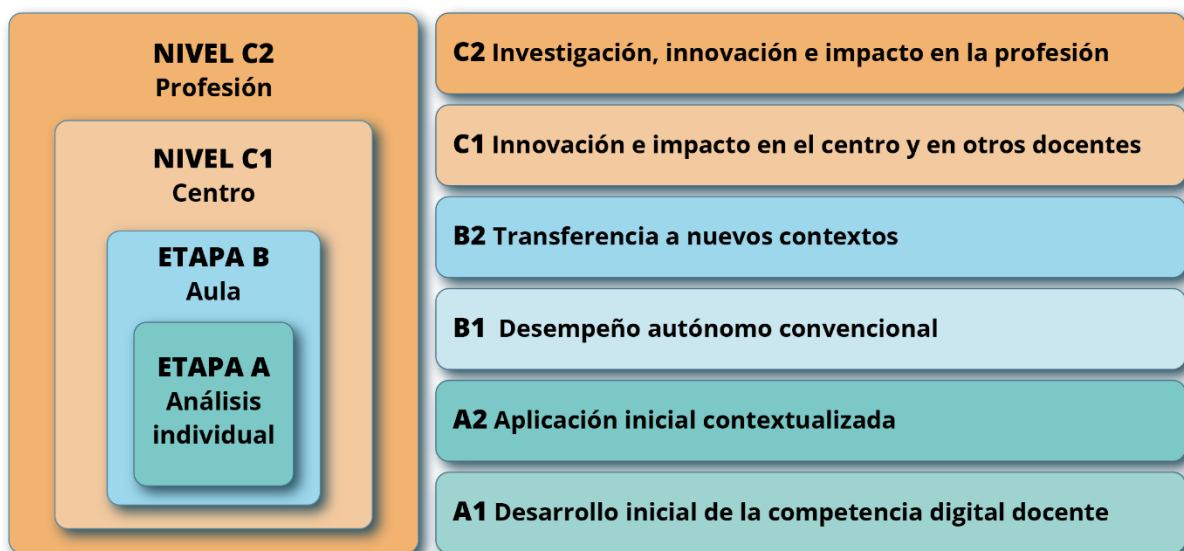 NIVEL C2
Profesión
NIVEL C1
Centro
ETAPA B
Aula
ETAPA A
Análisis
individual
C2 Investigación, innovación e impacto en la profesión
C1 Innovación e impacto en el centro y en otros docentes
B2 Transferencia a nuevos contextos
B1 Desempeño autónomo convencional
A2 Aplicación inicial contextualizada
A1 Desarrollo inicial de la competencia digital docente